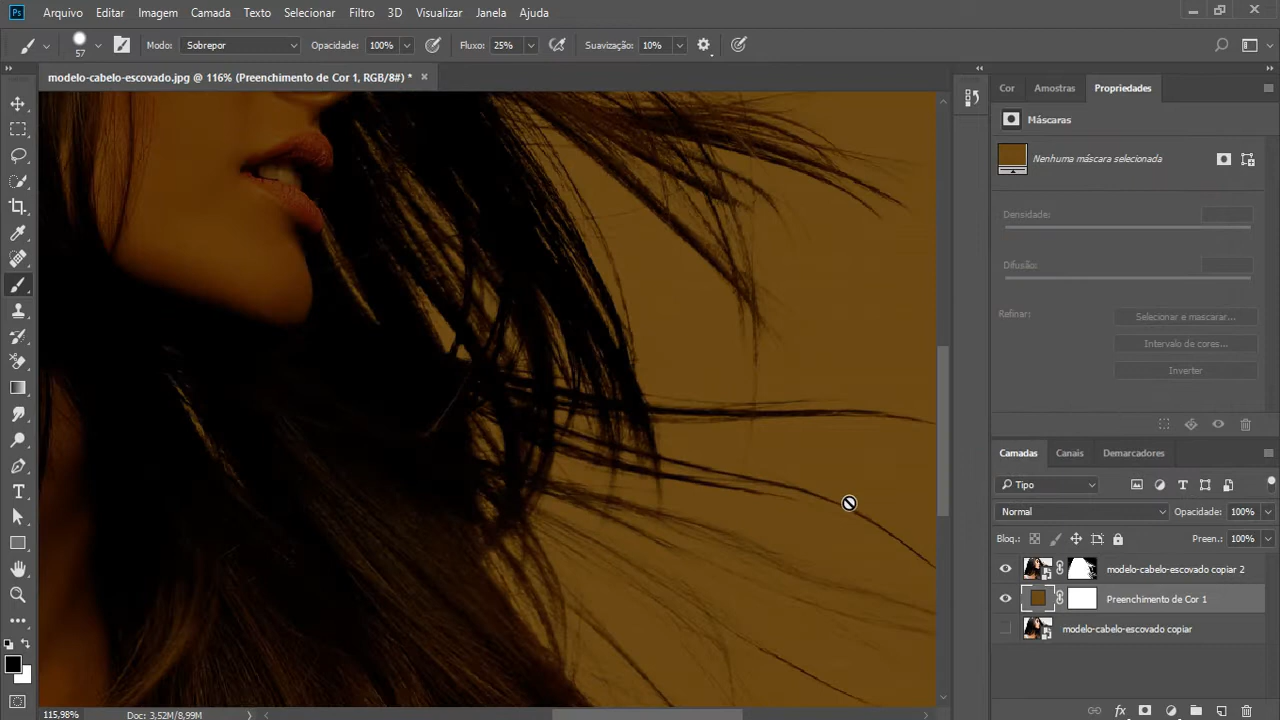 Ps Arquivo Editar Imagem Camada Texto Selecionar Filtro 3D Visualizar Janela Ajuda
57 Modo: Sobrepor Opacidade: 100% Fluxo: 25% Suavização: 10%
modelo-cabelo-escovado.jpg @ 116% (Preenchimento de Cor 1, RGB/8#) *
Cor Amostras Propriedades
Máscaras
Nenhuma máscara selecionada
Densidade:
Difusão:
Refinar: Selecionar e mascarar...
Intervalo de cores...
Inverter
Camadas Canais Demarcadores
Tipo
Normal Opacidade: 100%
Bloq.: Preen.: 100%
modelo-cabelo-escovado copiar 2
Preenchimento de Cor 1
modelo-cabelo-escovado copiar
115,98% Doc: 3,52M/8,99M